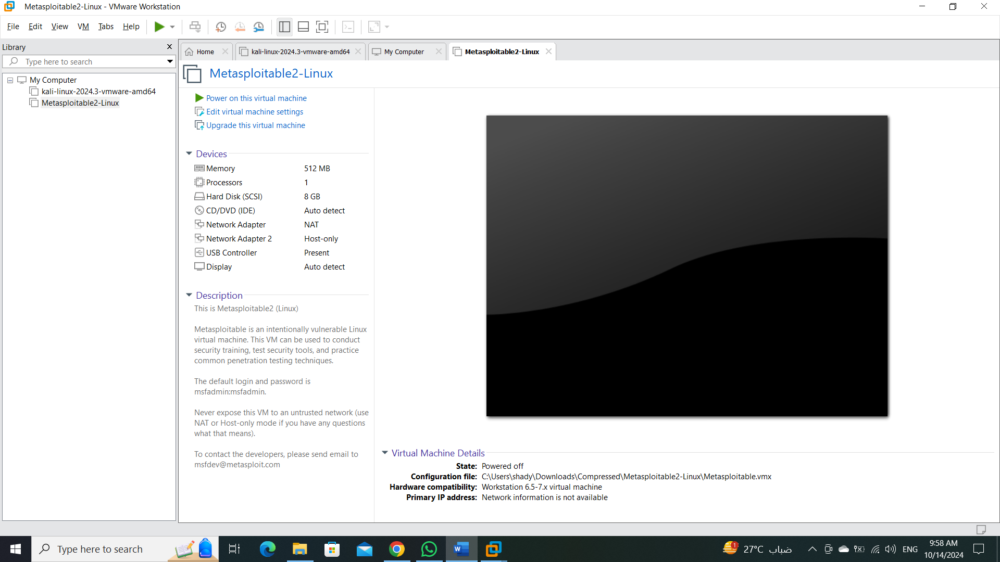 Metasploitable2-Linux - VMware Workstation
File Edit View VM Tabs Help
Library
Type here to search
My Computer
kali-linux-2024.3-vmware-amd64
Metasploitable2-Linux
Home kali-linux-2024.3-vmware-amd64 My Computer Metasploitable2-Linux
Metasploitable2-Linux
Power on this virtual machine
Edit virtual machine settings
Upgrade this virtual machine
Devices
Memory 512 MB
Processors 1
Hard Disk (SCSI) 8 GB
CD/DVD (IDE) Auto detect
Network Adapter NAT
Network Adapter 2 Host-only
USB Controller Present
Display Auto detect
Description
This is Metasploitable2 (Linux)
Metasploitable is an intentionally vulnerable Linux
virtual machine. This VM can be used to conduct
security training, test security tools, and practice
common penetration testing techniques.
The default login and password is
msfadmin:msfadmin.
Never expose this VM to an untrusted network (use
NAT or Host-only mode if you have any questions
what that means).
To contact the developers, please send email to
msfdev@metasploit.com
Virtual Machine Details
State: Powered off
Configuration file: C:\Users\shady\Downloads\Compressed\Metasploitable2-Linux\Metasploitable.vmx
Hardware compatibility: Workstation 6.5-7.x virtual machine
Primary IP address: Network information is not available
Type here to search
W
1
27°C ضباب
ENG
9:58 AM
10/14/2024